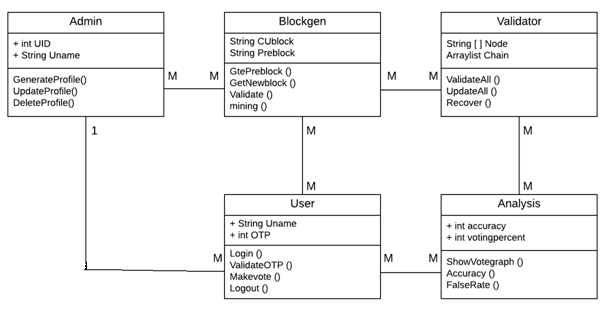 Admin
+ int UID
+ String Uname
GenerateProfile()
UpdateProfile()
DeleteProfile()
M
M
Blockgen
String CUblock
String Preblock
GtePreblock ()
GetNewblock ()
Validate ()
mining ()
M
M
Validator
String [ ] Node
Arraylist Chain
ValidateAll ()
UpdateAll ()
Recover ()
1
M
M
M
M
User
+ String Uname
+ int OTP
Login ()
ValidateOTP ()
Makevote ()
Logout ()
M
M
M
Analysis
+ int accuracy
+ int votingpercent
ShowVotegraph ()
Accuracy ()
FalseRate ()